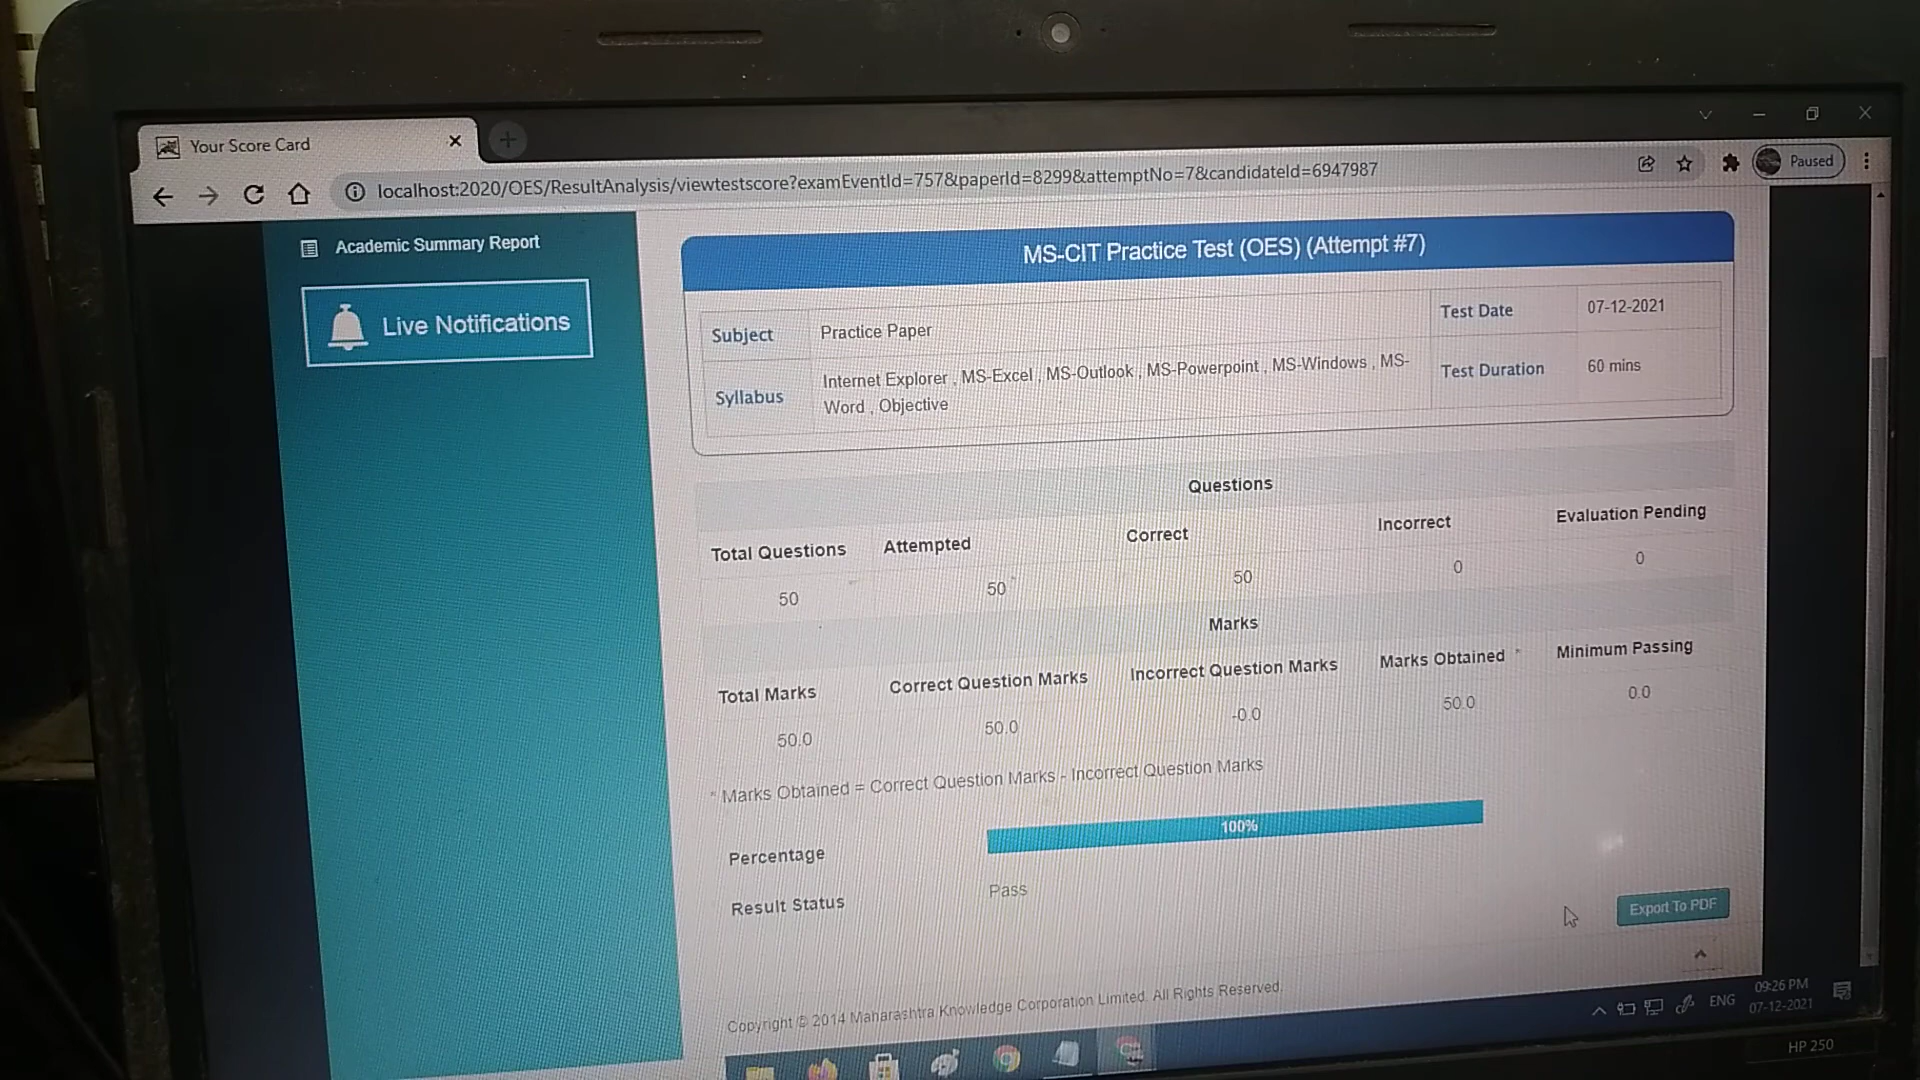 Your Score Card
localhost:2020/OES/ResultAnalysis/viewtestscore?examEventId=757&paperId=8299&attemptNo=7&candidateId=6947987
Paused
Academic Summary Report
Live Notifications
MS-CIT Practice Test (OES) (Attempt #7)
Subject Practice Paper Test Date 07-12-2021
Syllabus Internet Explorer , MS-Excel , MS-Outlook , MS-Powerpoint , MS-Windows , MS-
Word , Objective
Test Duration 60 mins
Questions
Total Questions Attempted Correct Incorrect Evaluation Pending
50 50 50 0 0
Marks
Total Marks Correct Question Marks Incorrect Question Marks Marks Obtained * Minimum Passing
50.0 50.0 -0.0 50.0 0.0
* Marks Obtained = Correct Question Marks - Incorrect Question Marks
Percentage 100%
Result Status Pass
Export To PDF
Copyright © 2014 Maharashtra Knowledge Corporation Limited. All Rights Reserved.
ENG
09:26 PM
07-12-2021
HP 250